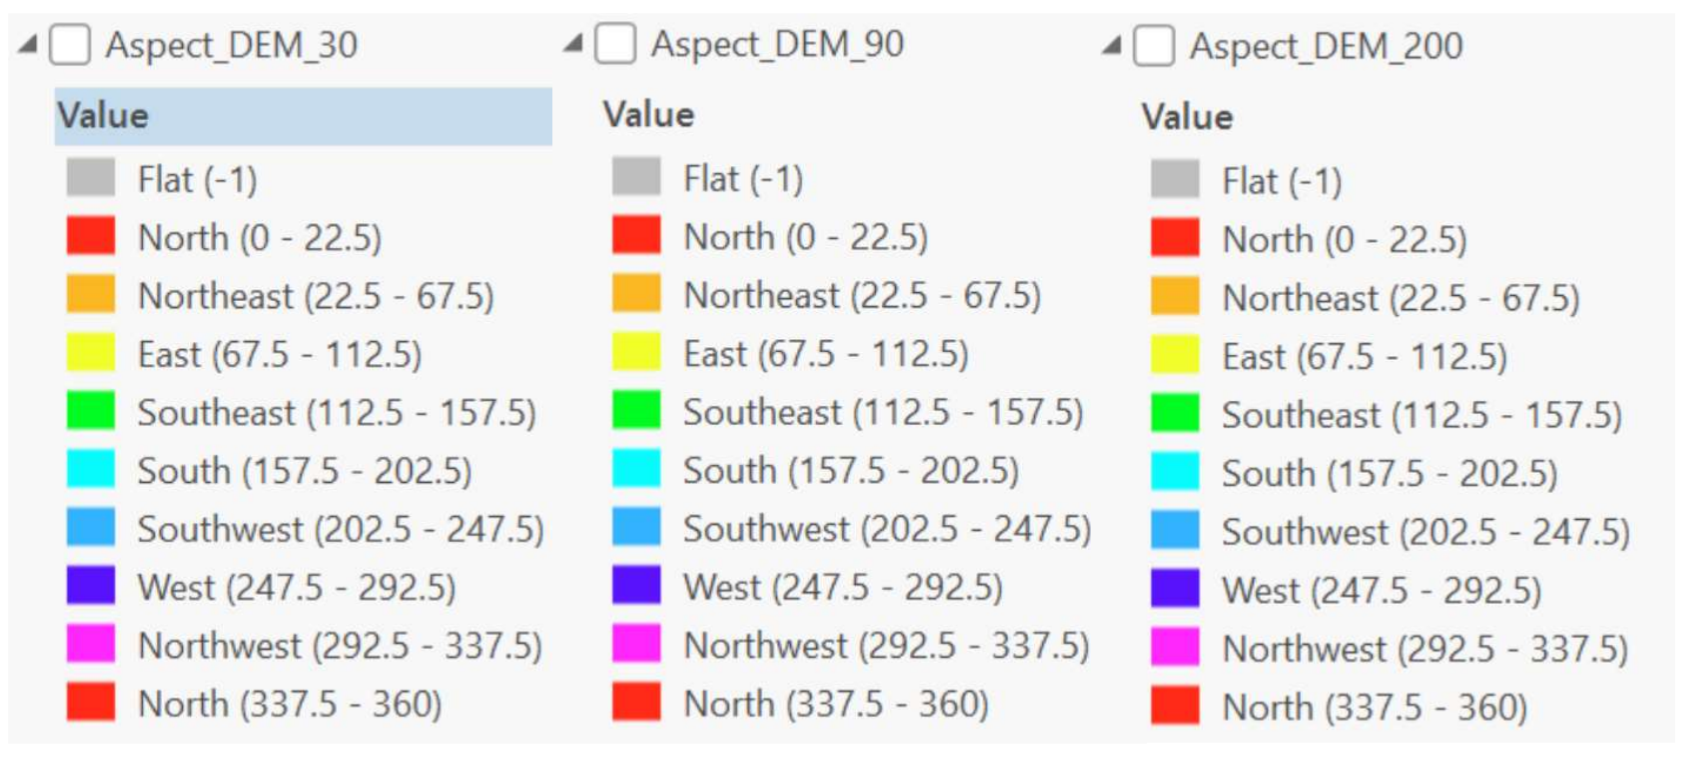 Aspect_DEM_30
Value
Flat (-1)
North (0 - 22.5)
Northeast (22.5 - 67.5)
East (67.5 - 112.5)
Southeast (112.5 - 157.5)
South (157.5 - 202.5)
Southwest (202.5 - 247.5)
West (247.5 - 292.5)
Northwest (292.5 - 337.5)
North (337.5 - 360)
Aspect_DEM_90
Value
Flat (-1)
North (0 - 22.5)
Northeast (22.5 - 67.5)
East (67.5 - 112.5)
Southeast (112.5 - 157.5)
South (157.5 - 202.5)
Southwest (202.5 - 247.5)
West (247.5 - 292.5)
Northwest (292.5 - 337.5)
North (337.5 - 360)
Aspect_DEM_200
Value
Flat (-1)
North (0 - 22.5)
Northeast (22.5 - 67.5)
East (67.5 - 112.5)
Southeast (112.5 - 157.5)
South (157.5 - 202.5)
Southwest (202.5 - 247.5)
West (247.5 - 292.5)
Northwest (292.5 - 337.5)
North (337.5 - 360)